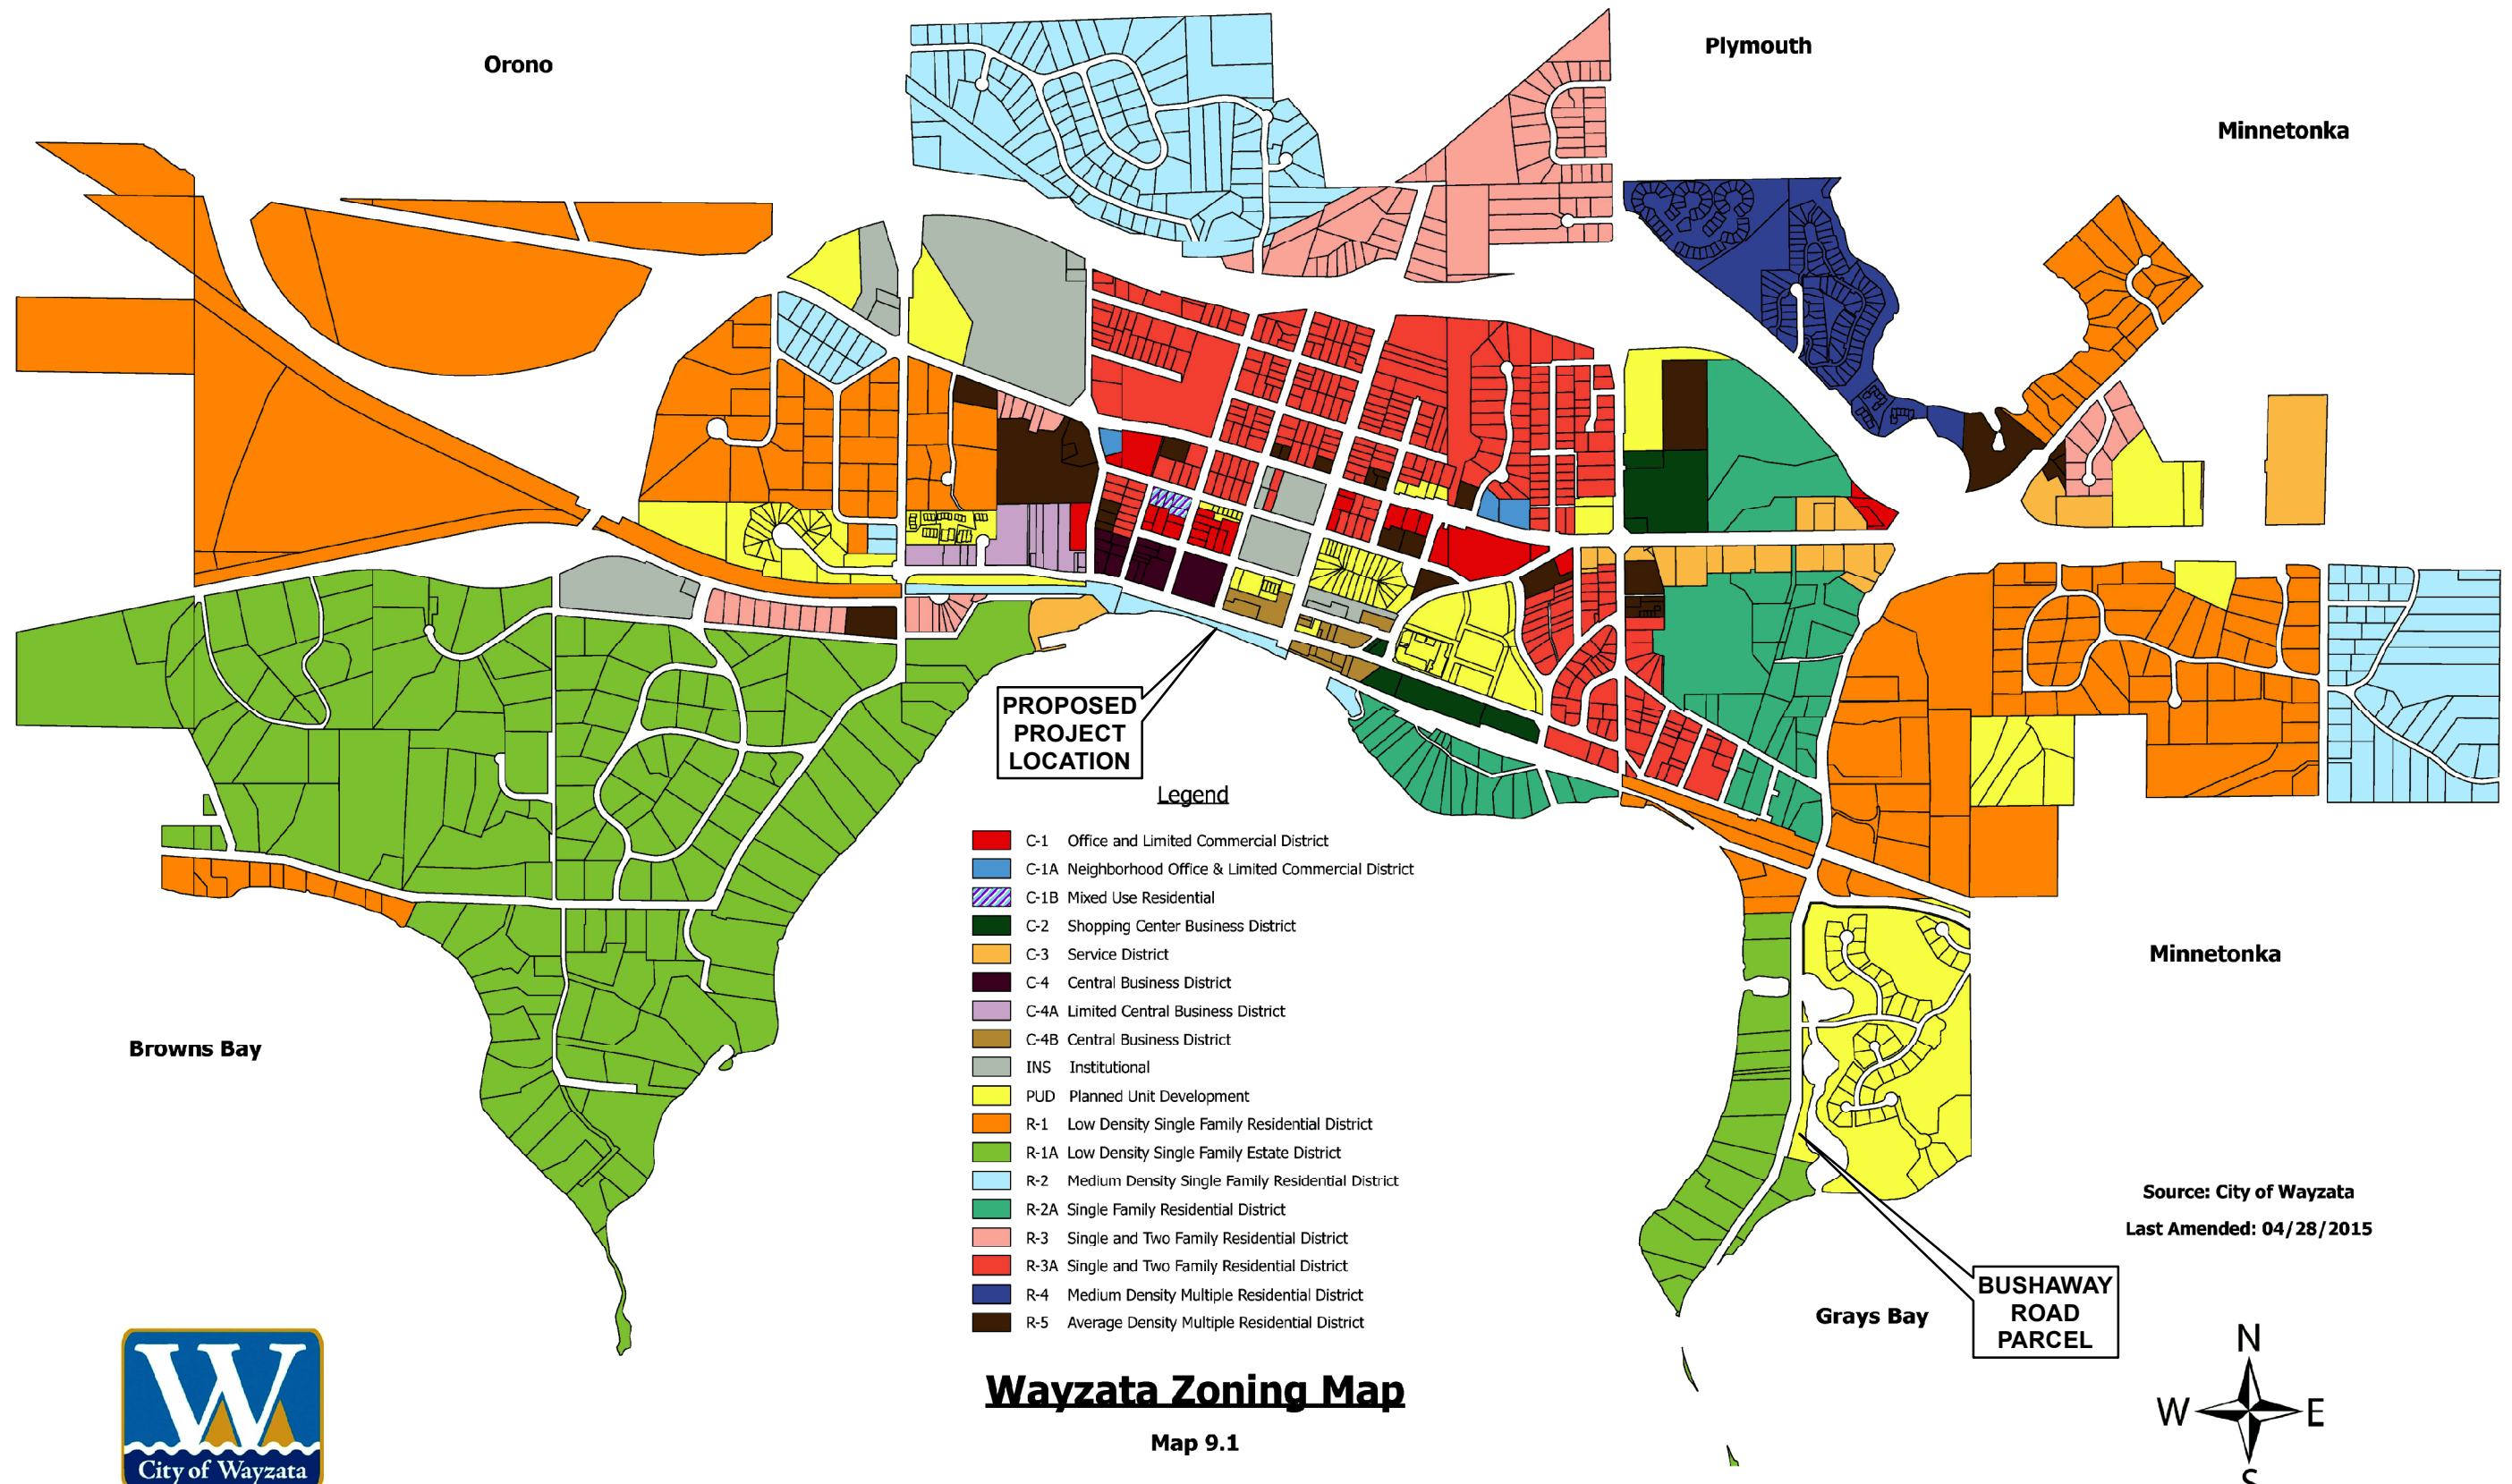 Orono
Plymouth
Minnetonka
PROPOSED
PROJECT
LOCATION
Legend
C-1 Office and Limited Commercial District
C-1A Neighborhood Office & Limited Commercial District
C-1B Mixed Use Residential
C-2 Shopping Center Business District
C-3 Service District
C-4 Central Business District
C-4A Limited Central Business District
C-4B Central Business District
INS Institutional
PUD Planned Unit Development
R-1 Low Density Single Family Residential District
R-1A Low Density Single Family Estate District
R-2 Medium Density Single Family Residential District
R-2A Single Family Residential District
R-3 Single and Two Family Residential District
R-3A Single and Two Family Residential District
R-4 Medium Density Multiple Residential District
R-5 Average Density Multiple Residential District
Minnetonka
Browns Bay
Source: City of Wayzata
Last Amended: 04/28/2015
BUSHAWAY
ROAD
PARCEL
Grays Bay
Wayzata Zoning Map
Map 9.1
W
City of Wayzata
N
W E
S